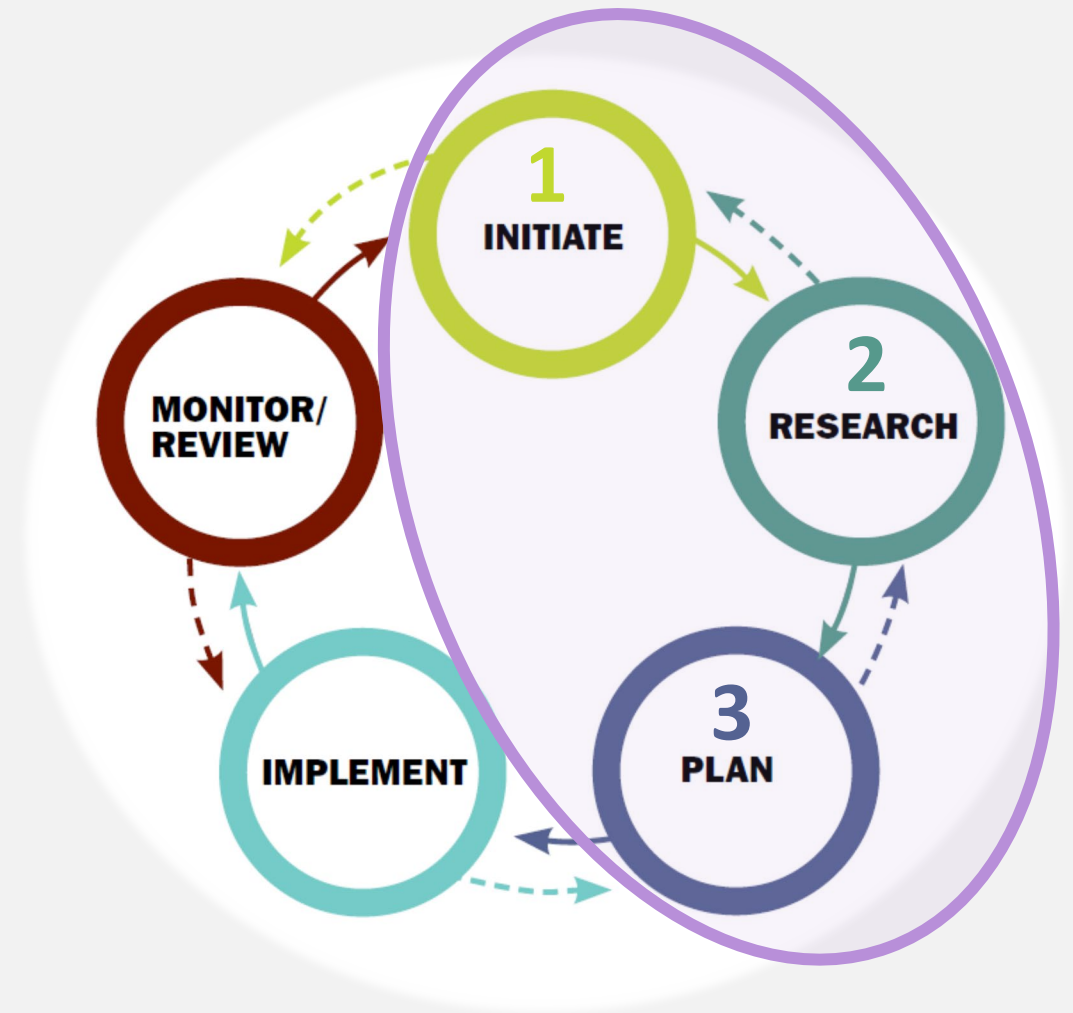 1
INITIATE
2
RESEARCH
3
PLAN
IMPLEMENT
MONITOR/
REVIEW